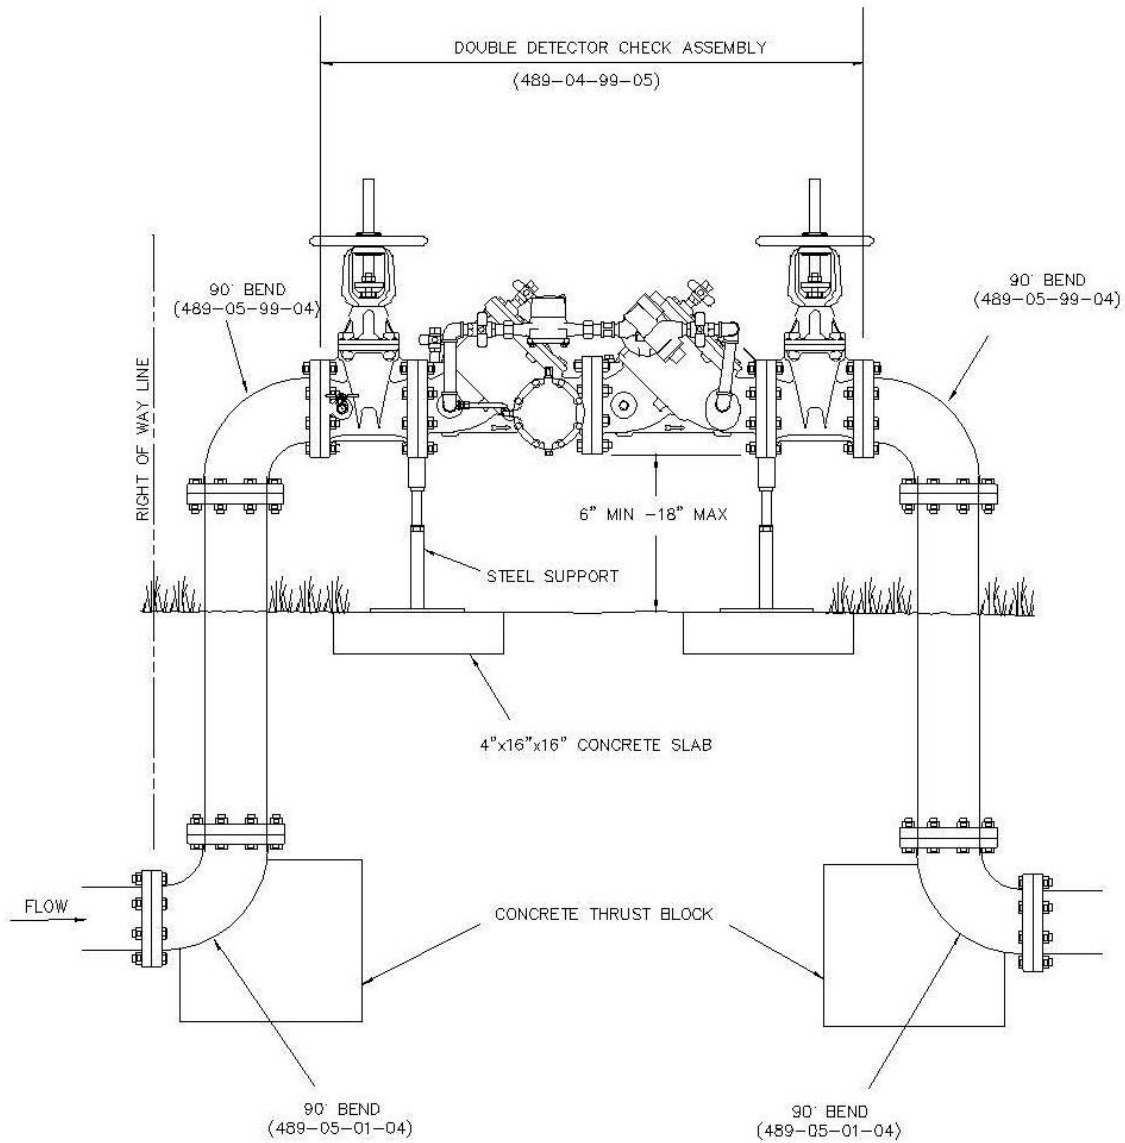 DOUBLE DETECTOR CHECK ASSEMBLY
(489-04-99-05)
90° BEND
(489-05-99-04)
90° BEND
(489-05-99-04)
RIGHT OF WAY LINE
6" MIN -18" MAX
STEEL SUPPORT
4"x16"x16" CONCRETE SLAB
FLOW
CONCRETE THRUST BLOCK
90° BEND
(489-05-01-04)
90° BEND
(489-05-01-04)